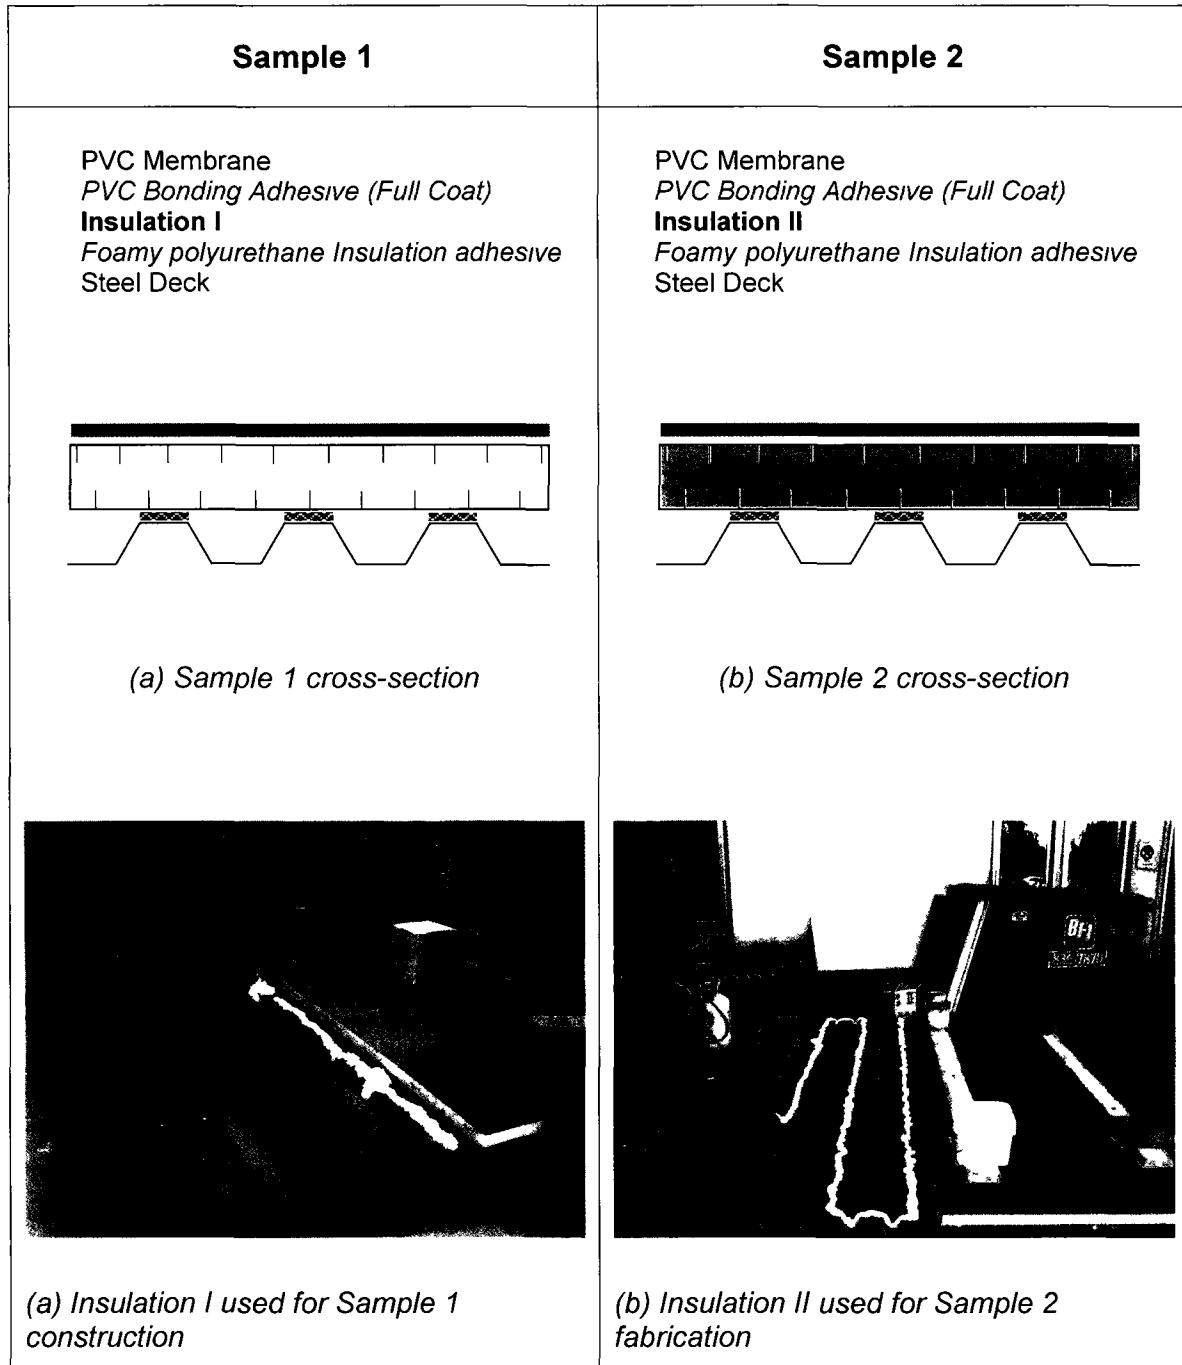 Sample 1
Sample 2
PVC Membrane
PVC Bonding Adhesive (Full Coat)
Insulation I
Foamy polyurethane Insulation adhesive
Steel Deck
PVC Membrane
PVC Bonding Adhesive (Full Coat)
Insulation II
Foamy polyurethane Insulation adhesive
Steel Deck
(a) Sample 1 cross-section
(b) Sample 2 cross-section
BFI
(a) Insulation I used for Sample 1
construction
(b) Insulation II used for Sample 2
fabrication